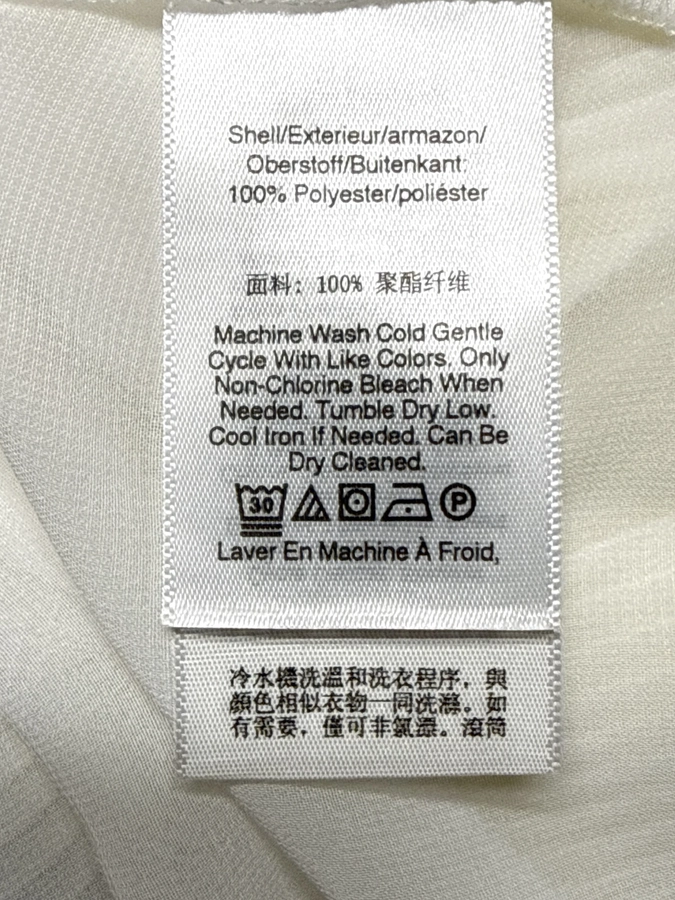 Shell/Exterieur/armazon/
Oberstoff/Buitenkant:
100% Polyester/poliéster
面料: 100% 聚酯纤维
Machine Wash Cold Gentle
Cycle With Like Colors. Only
Non-Chlorine Bleach When
Needed. Tumble Dry Low.
Cool Iron If Needed. Can Be
Dry Cleaned.
30 P
Laver En Machine À Froid,
冷水機洗溫和洗衣程序, 與
顏色相似衣物一同洗滌。如
有需要, 僅可非氯漂。滾筒